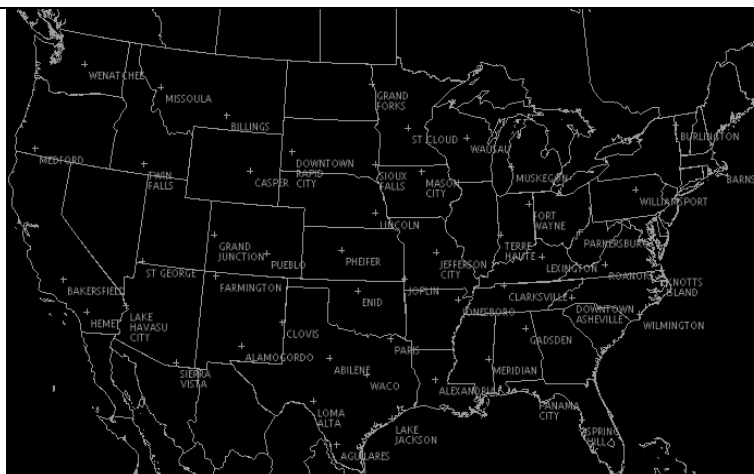 WENATCHEE
MISSOULA
BILLINGS
GRAND
FORKS
ST CLOUD
WAUSAU
BURLINGTON
MEDFORD
TWIN
FALLS
CASPER
DOWNTOWN
RAPID
CITY
SIOUX
FALLS
MASON
CITY
MUSKEGON
BARNS
WILLIAMSPORT
LINCOLN
FORT
WAYNE
GRAND
JUNCTION
PUEBLO
PHEIFER
JEFFERSON
CITY
TERRE
HAUTE
PARKERSBURG
ST GEORGE
FARMINGTON
JOPLIN
LEXINGTON
ROANOKE
KNOTTS
ISLAND
BAKERSFIELD
ENID
JONESBORO
CLARKSVILLE
DOWNTOWN
ASHEVILLE
WILMINGTON
HEMET
LAKE
HAVASU
CITY
CLOVIS
GADSDEN
ALAMOGORDO
PARIS
SIERRA
VISTA
ABILENE
WACO
ALEXANDRIA
MERIDIAN
LOMA
ALTA
LAKE
JACKSON
PANAMA
CITY
SPRING
HILL
AGUILARES